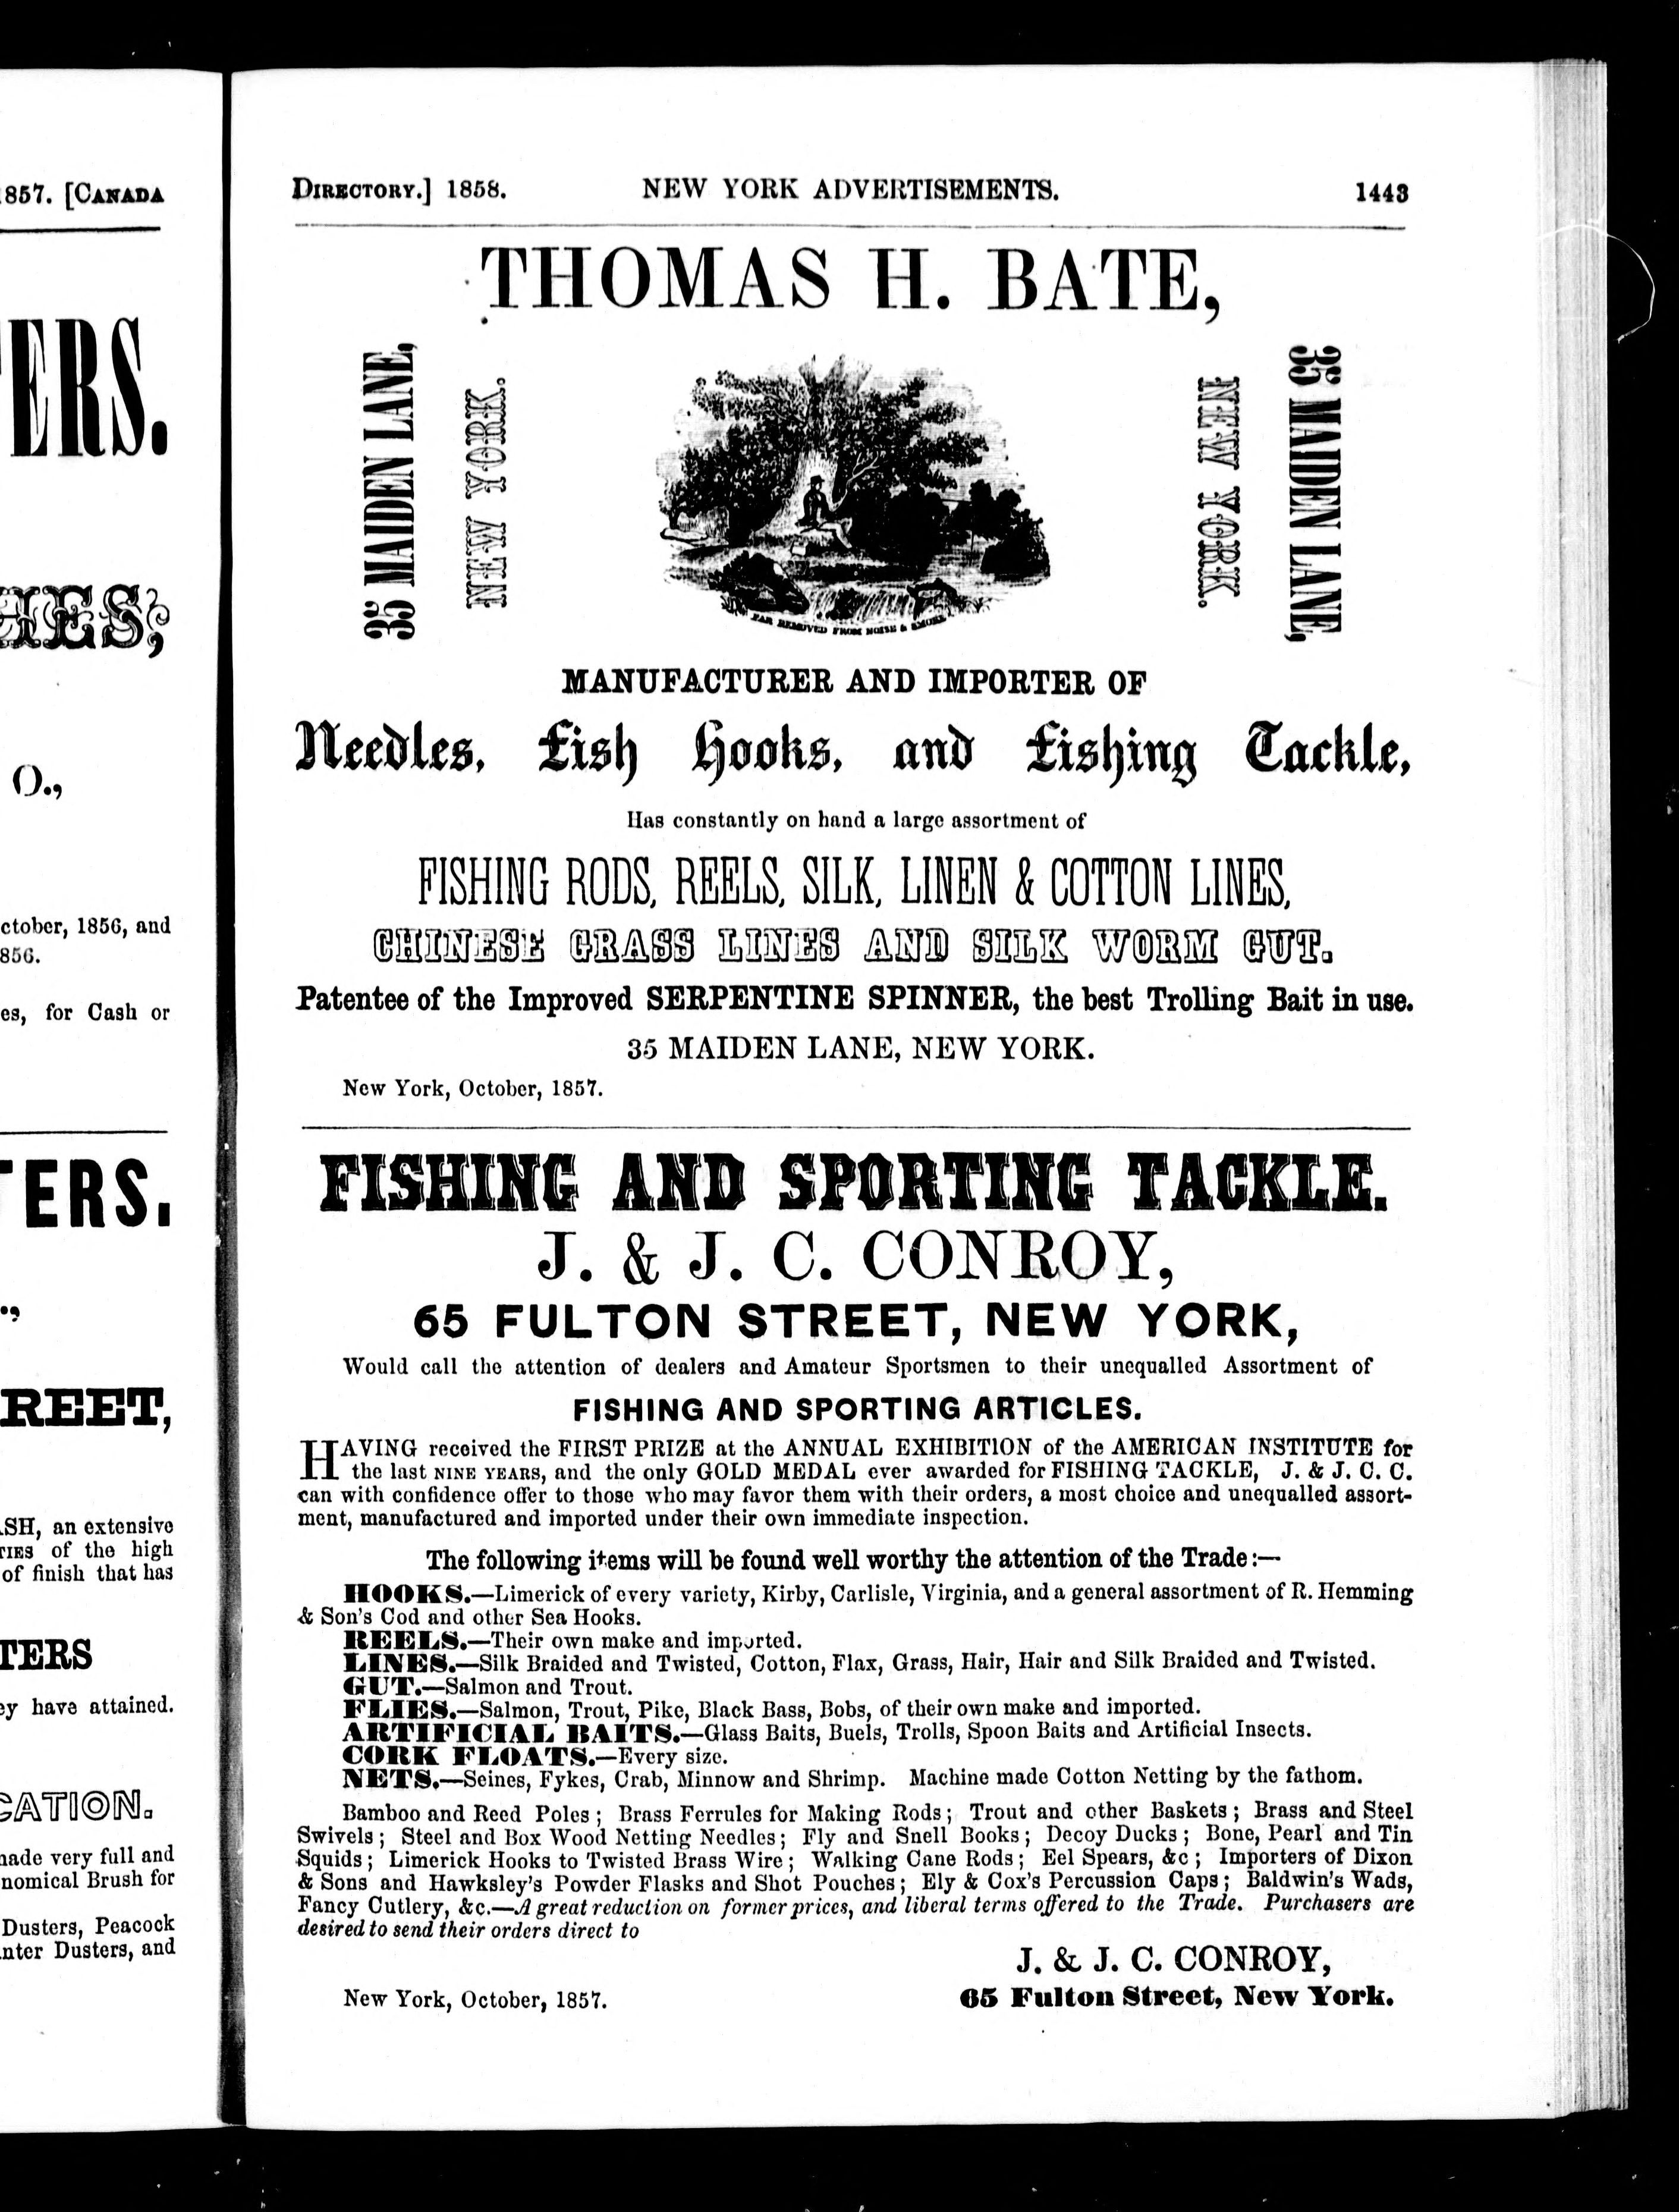 857. [CANADA
ERS.
O.,
ctober, 1856, and
856.
es, for Cash or
TERS.
REET,
SH, an extensive
TIES of the high
of finish that has
TERS
ey have attained.
CATION.
ade very full and
nomical Brush for
Dusters, Peacock
nter Dusters, and
DIRECTORY.] 1858. NEW YORK ADVERTISEMENTS. 1443
THOMAS H. BATE,
35 MAIDEN LANE,
NEW YORK.
FAR REMOVED FROM NOISE & SMOKE
NEW YORK.
35 MAIDEN LANE,
MANUFACTURER AND IMPORTER OF
Needles, Fish Hooks, and Fishing Tackle,
Has constantly on hand a large assortment of
FISHING RODS, REELS, SILK, LINEN & COTTON LINES,
CHINESE GRASS LINES AND SILK WORM GUT.
Patentee of the Improved SERPENTINE SPINNER, the best Trolling Bait in use.
35 MAIDEN LANE, NEW YORK.
New York, October, 1857.
FISHING AND SPORTING TACKLE.
J. & J. C. CONROY,
65 FULTON STREET, NEW YORK,
Would call the attention of dealers and Amateur Sportsmen to their unequalled Assortment of
FISHING AND SPORTING ARTICLES.
HAVING received the FIRST PRIZE at the ANNUAL EXHIBITION of the AMERICAN INSTITUTE for
the last NINE YEARS, and the only GOLD MEDAL ever awarded for FISHING TACKLE, J. & J. C. C.
can with confidence offer to those who may favor them with their orders, a most choice and unequalled assort-
ment, manufactured and imported under their own immediate inspection.
The following items will be found well worthy the attention of the Trade:—
HOOKS.—Limerick of every variety, Kirby, Carlisle, Virginia, and a general assortment of R. Hemming
& Son's Cod and other Sea Hooks.
REELS.—Their own make and imported.
LINES.—Silk Braided and Twisted, Cotton, Flax, Grass, Hair, Hair and Silk Braided and Twisted.
GUT.—Salmon and Trout.
FLIES.—Salmon, Trout, Pike, Black Bass, Bobs, of their own make and imported.
ARTIFICIAL BAITS.—Glass Baits, Buels, Trolls, Spoon Baits and Artificial Insects.
CORK FLOATS.—Every size.
NETS.—Seines, Fykes, Crab, Minnow and Shrimp. Machine made Cotton Netting by the fathom.
Bamboo and Reed Poles; Brass Ferrules for Making Rods; Trout and other Baskets; Brass and Steel
Swivels; Steel and Box Wood Netting Needles; Fly and Snell Books; Decoy Ducks; Bone, Pearl and Tin
Squids; Limerick Hooks to Twisted Brass Wire; Walking Cane Rods; Eel Spears, &c; Importers of Dixon
& Sons and Hawksley's Powder Flasks and Shot Pouches; Ely & Cox's Percussion Caps; Baldwin's Wads,
Fancy Cutlery, &c.—A great reduction on former prices, and liberal terms offered to the Trade. Purchasers are
desired to send their orders direct to
J. & J. C. CONROY,
New York, October, 1857. 65 Fulton Street, New York.